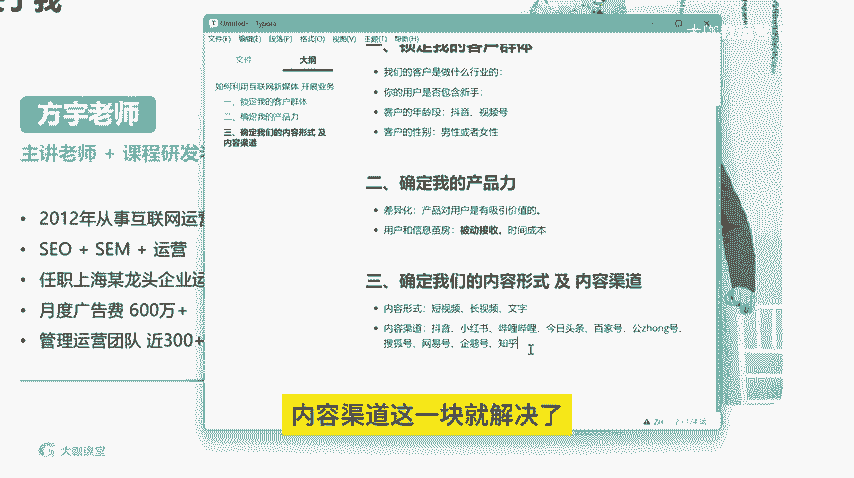 Untitled - Typora
文件(F) 编辑(E) 段落(P) 格式(O) 视图(V) 主题(T) 帮助(H)
文件 大纲
如何利用互联网新媒体 开展业务
一、锁定我的客户群体
二、确定我的产品力
三、确定我们的内容形式 及
内容渠道
一、锁定我的客户群体
我们的客户是做什么行业的：
你的用户是否包含新手：
客户的年龄段：抖音、视频号
客户的性别：男性或者女性
二、确定我的产品力
差异化：产品对用户是有吸引价值的。
用户和信息茧房：被动接收，时间成本
三、确定我们的内容形式 及 内容渠道
内容形式：短视频、长视频、文字
内容渠道：抖音、小红书、哔哩哔哩、今日头条、百家号、公zhong号、
搜狐号、网易号、企鹅号、知乎
方宇老师
主讲老师 + 课程研发
• 2012年从事互联网运营
• SEO + SEM + 运营
• 任职上海某龙头企业运
• 月度广告费 600万+
• 管理运营团队 近300+
内容渠道这一块就解决了
大咖课堂